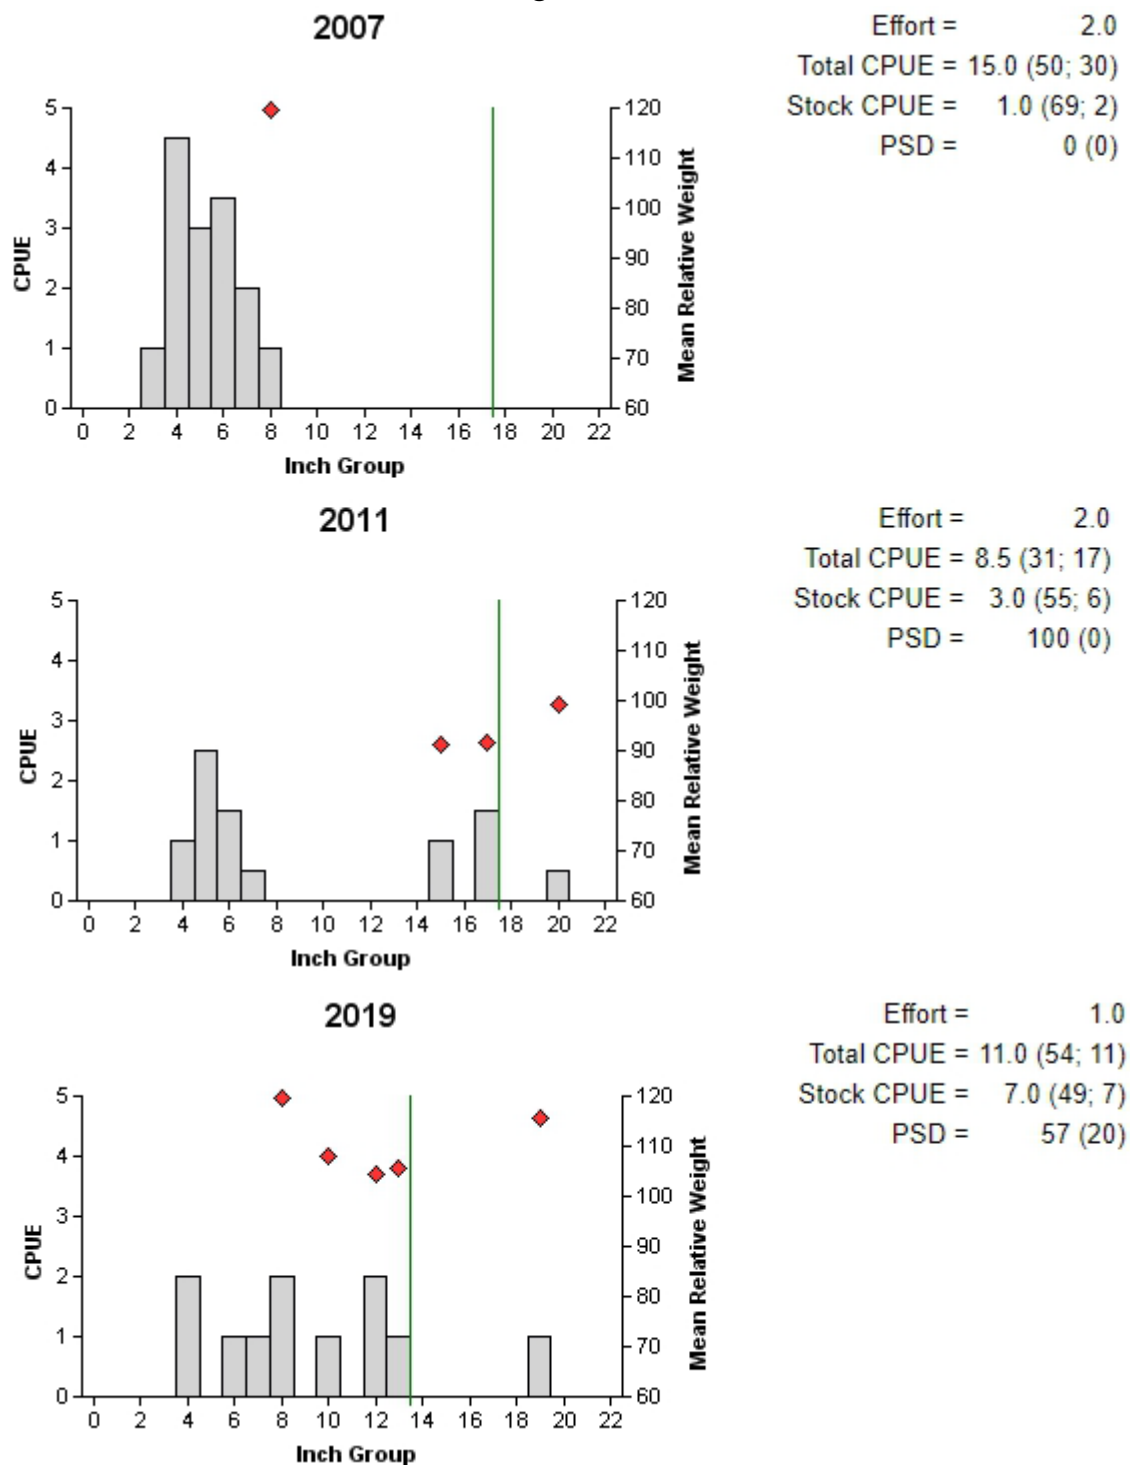 2007
Effort = 2.0
Total CPUE = 15.0 (50; 30)
Stock CPUE = 1.0 (69; 2)
PSD = 0 (0)
5 120
4 110
3 100
2 90
1 80
0 70
60
CPUE
Mean Relative Weight
0 2 4 6 8 10 12 14 16 18 20 22
Inch Group
2011
Effort = 2.0
Total CPUE = 8.5 (31; 17)
Stock CPUE = 3.0 (55; 6)
PSD = 100 (0)
5 120
4 110
3 100
2 90
1 80
0 70
60
CPUE
Mean Relative Weight
0 2 4 6 8 10 12 14 16 18 20 22
Inch Group
2019
Effort = 1.0
Total CPUE = 11.0 (54; 11)
Stock CPUE = 7.0 (49; 7)
PSD = 57 (20)
5 120
4 110
3 100
2 90
1 80
0 70
60
CPUE
Mean Relative Weight
0 2 4 6 8 10 12 14 16 18 20 22
Inch Group